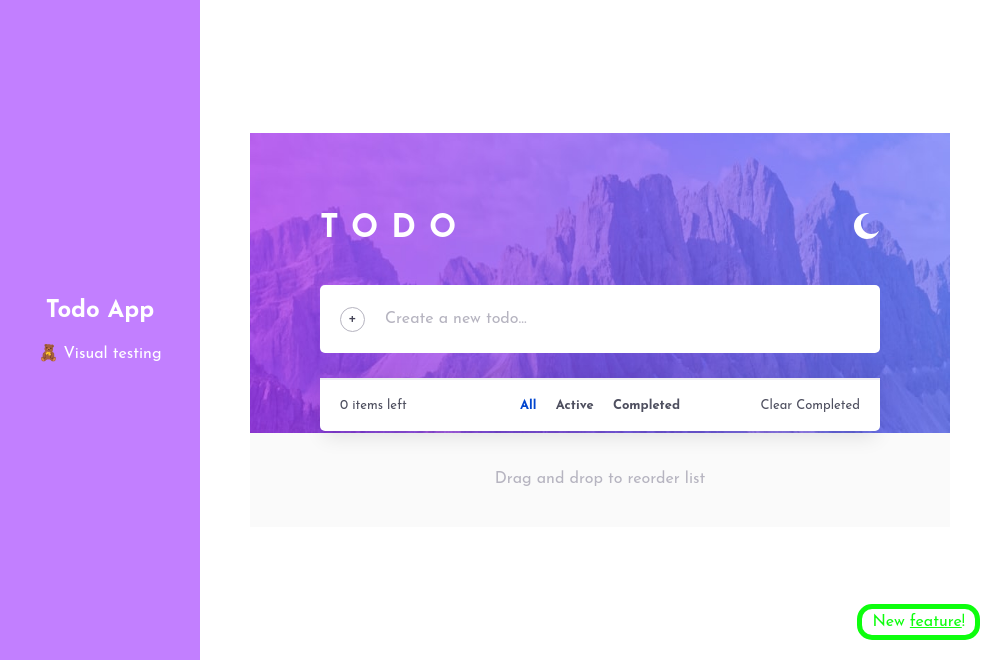 Todo App
🧸 Visual testing
TODO
+ Create a new todo...
0 items left All Active Completed Clear Completed
Drag and drop to reorder list
New feature!